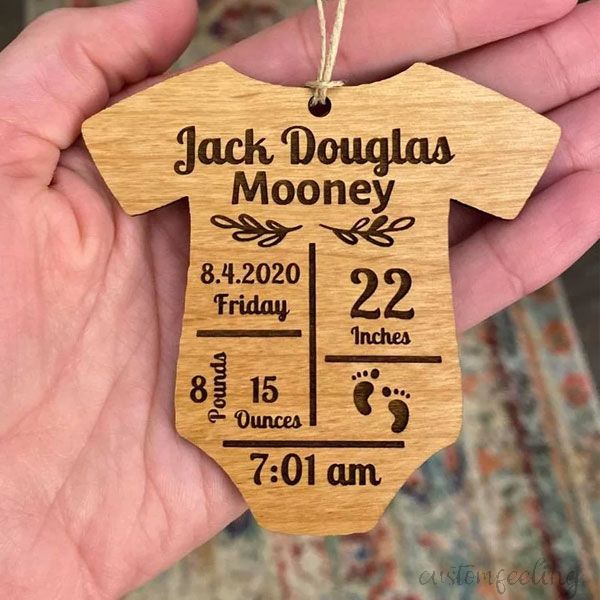 Jack Douglas
Mooney
8.4.2020
Friday
22
Inches
8 Pounds
15
Ounces
7:01 am
customfeeling